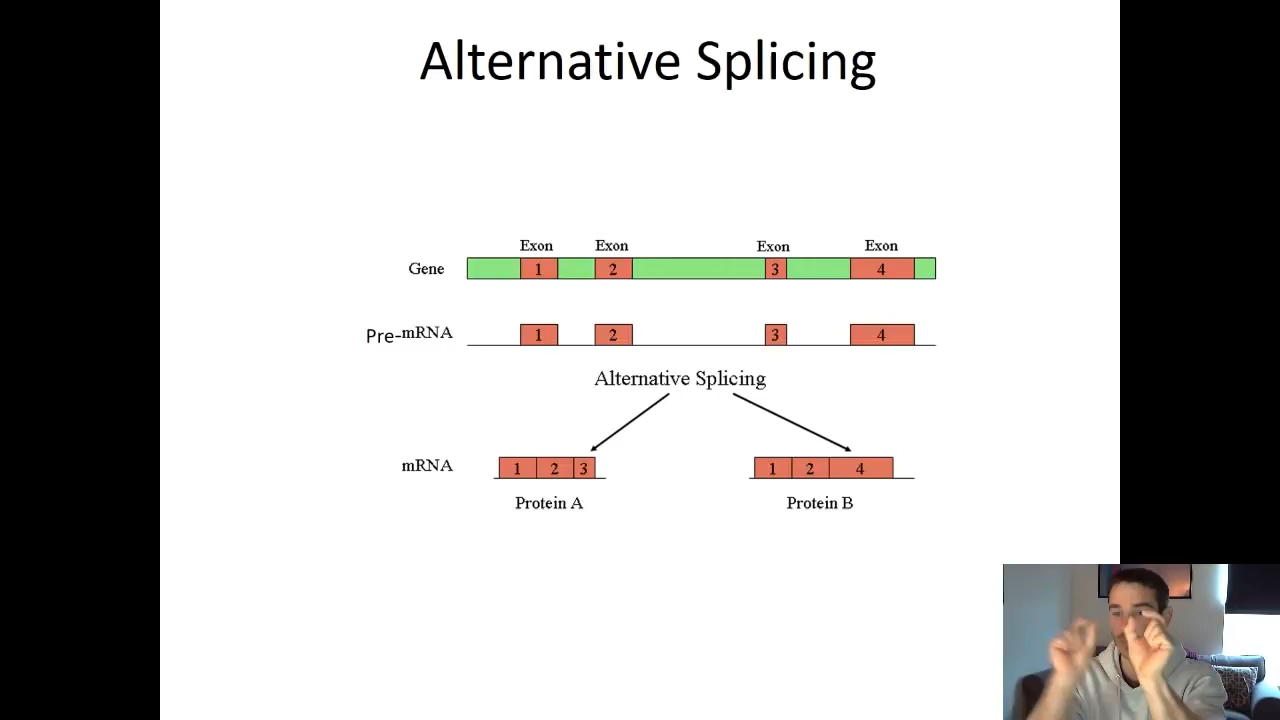 Alternative Splicing
Exon Exon Exon Exon
Gene 1 2 3 4
Pre-mRNA 1 2 3 4
Alternative Splicing
mRNA 1 2 3 1 2 4
Protein A Protein B